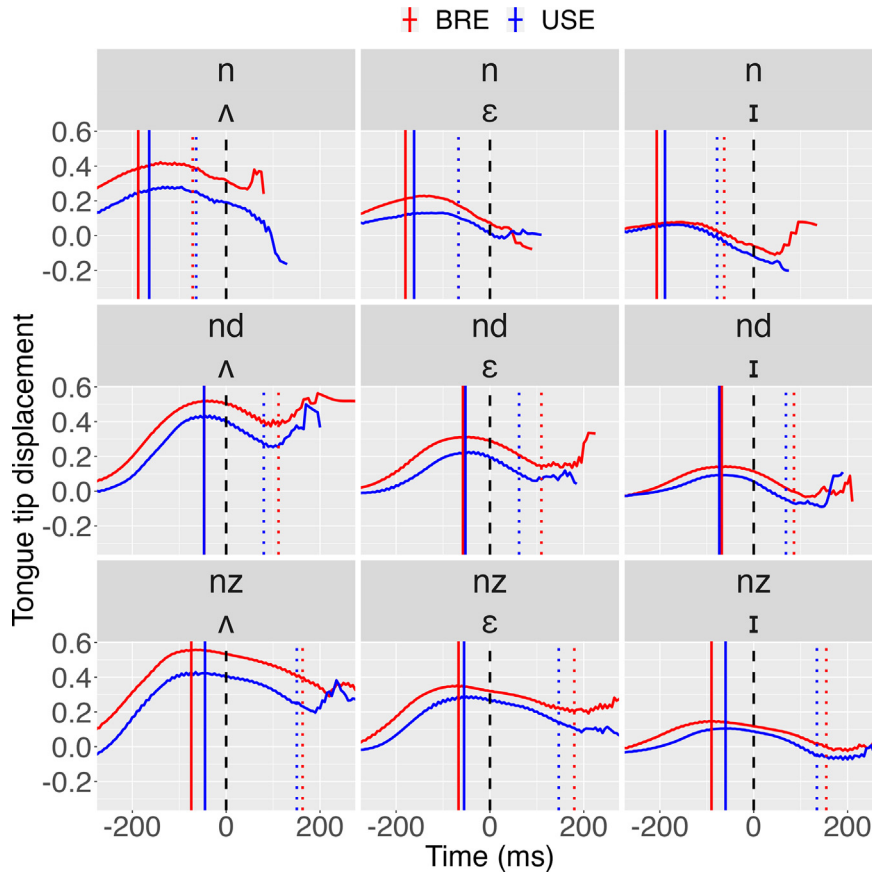 BRE USE
n n n
ʌ ɛ ɪ
0.6
0.4
0.2
0.0
-0.2
nd nd nd
ʌ ɛ ɪ
0.6
0.4
0.2
0.0
-0.2
nz nz nz
ʌ ɛ ɪ
0.6
0.4
0.2
0.0
-0.2
-200 0 200 -200 0 200 -200 0 200
Time (ms)
Tongue tip displacement